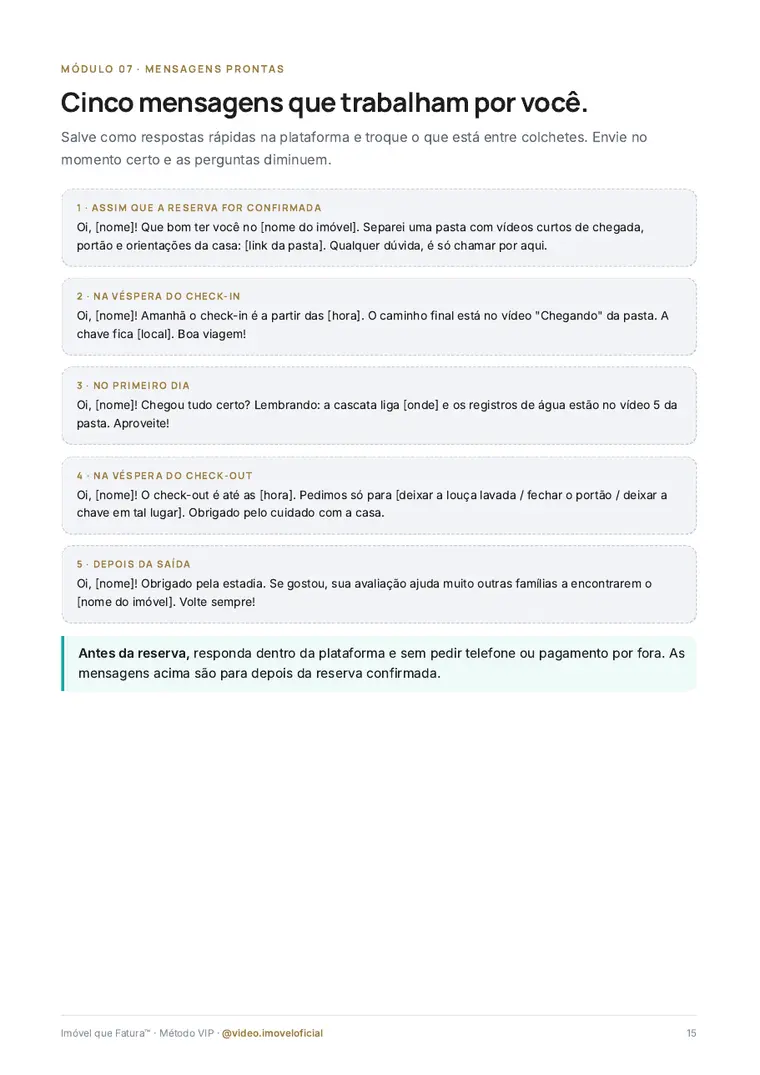 MÓDULO 07 · MENSAGENS PRONTAS
Cinco mensagens que trabalham por você.
Salve como respostas rápidas na plataforma e troque o que está entre colchetes. Envie no
momento certo e as perguntas diminuem.
1 · ASSIM QUE A RESERVA FOR CONFIRMADA
Oi, [nome]! Que bom ter você no [nome do imóvel]. Separei uma pasta com vídeos curtos de chegada,
portão e orientações da casa: [link da pasta]. Qualquer dúvida, é só chamar por aqui.
2 · NA VÉSPERA DO CHECK-IN
Oi, [nome]! Amanhã o check-in é a partir das [hora]. O caminho final está no vídeo "Chegando" da pasta. A
chave fica [local]. Boa viagem!
3 · NO PRIMEIRO DIA
Oi, [nome]! Chegou tudo certo? Lembrando: a cascata liga [onde] e os registros de água estão no vídeo 5 da
pasta. Aproveite!
4 · NA VÉSPERA DO CHECK-OUT
Oi, [nome]! O check-out é até as [hora]. Pedimos só para [deixar a louça lavada / fechar o portão / deixar a
chave em tal lugar]. Obrigado pelo cuidado com a casa.
5 · DEPOIS DA SAÍDA
Oi, [nome]! Obrigado pela estadia. Se gostou, sua avaliação ajuda muito outras famílias a encontrarem o
[nome do imóvel]. Volte sempre!
Antes da reserva, responda dentro da plataforma e sem pedir telefone ou pagamento por fora. As
mensagens acima são para depois da reserva confirmada.
Imóvel que Fatura™ · Método VIP · @video.imoveloficial
15